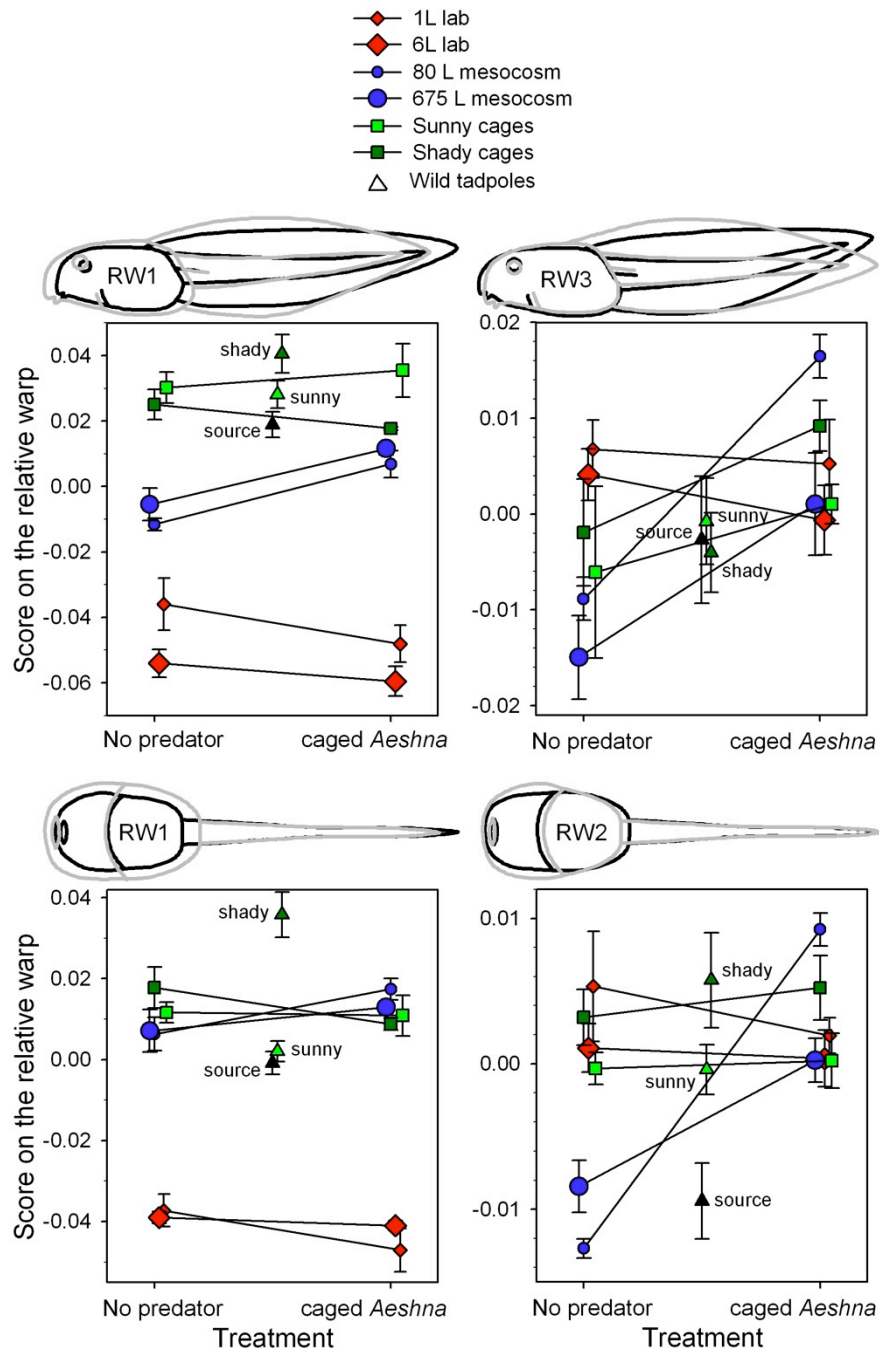 1L lab
6L lab
80 L mesocosm
675 L mesocosm
Sunny cages
Shady cages
Wild tadpoles
RW1
RW3
Score on the relative warp
0.04
0.02
0.00
-0.02
-0.04
-0.06
shady
sunny
source
No predator
caged Aeshna
0.02
0.01
0.00
-0.01
-0.02
sunny
source
shady
No predator
caged Aeshna
RW1
RW2
Score on the relative warp
0.04
0.02
0.00
-0.02
-0.04
shady
sunny
source
No predator
caged Aeshna
Treatment
0.01
0.00
-0.01
shady
sunny
source
No predator
caged Aeshna
Treatment